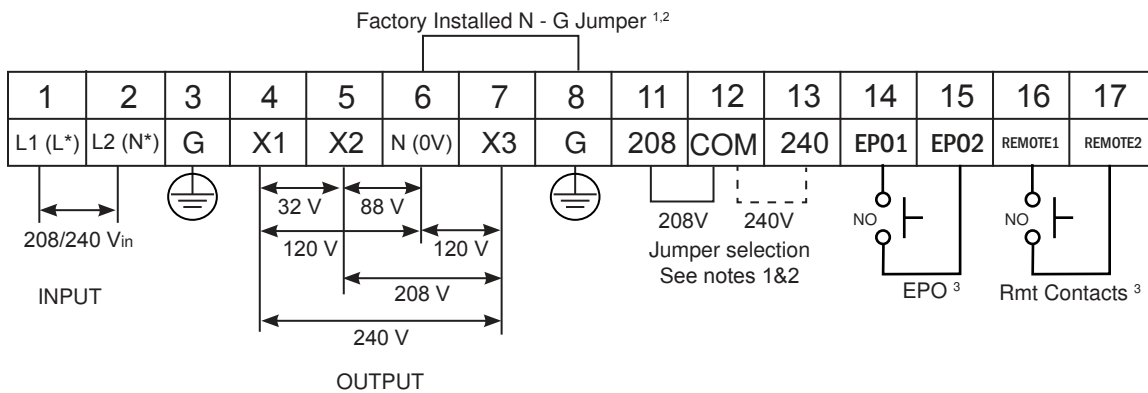 Factory Installed N - G Jumper 1,2
1 2 3 4 5 6 7 8 11 12 13 14 15 16 17
L1 (L*) L2 (N*) G X1 X2 N (0V) X3 G 208 COM 240 EPO1 EPO2 REMOTE1 REMOTE2
32 V 88 V
NO NO
208/240 Vin
120 V 120 V
208V 240V
Jumper selection
See notes 1&2
INPUT
208 V
EPO 3 Rmt Contacts 3
240 V
OUTPUT